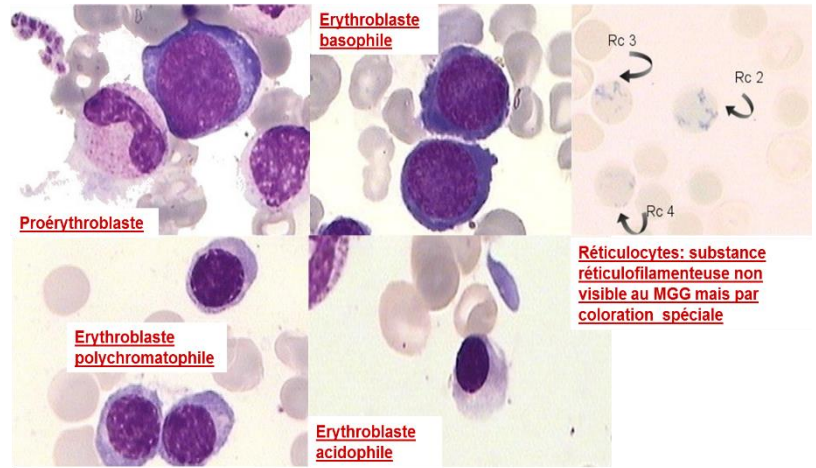 Proérythroblaste
Erythroblaste
basophile
Rc 3
Rc 2
Rc 4
Réticulocytes: substance
réticulofilamenteuse non
visible au MGG mais par
coloration spéciale
Erythroblaste
polychromatophile
Erythroblaste
acidophile